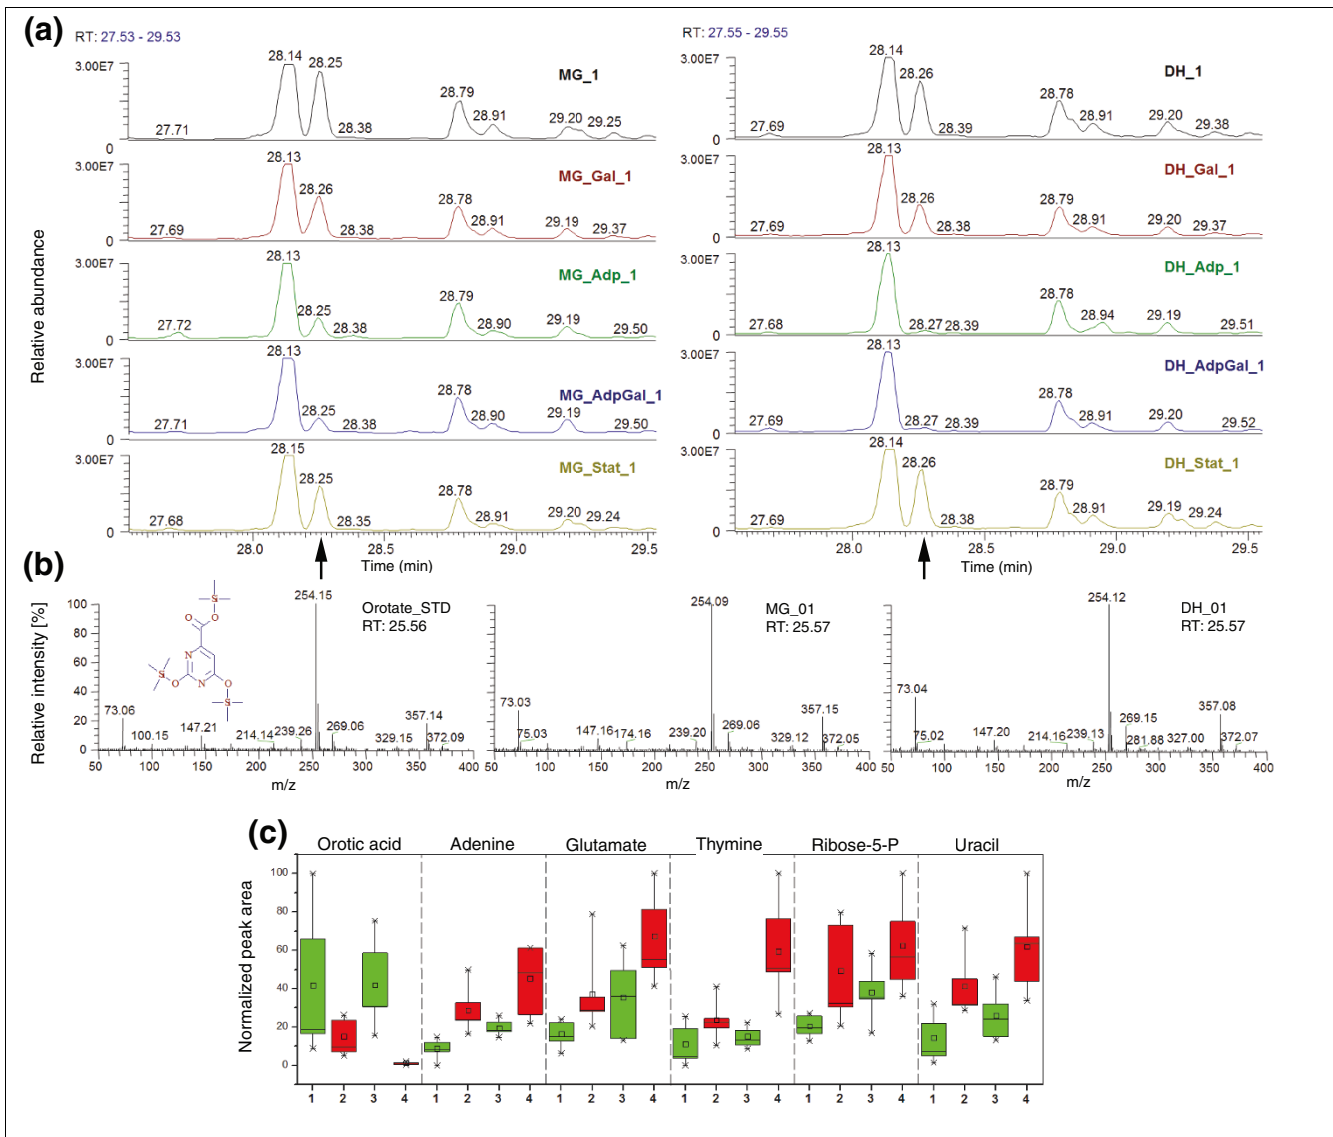 (a)
RT: 27.53 - 29.53
3.00E7
0
27.71
28.14
28.25
28.38
28.79
28.91
29.20
29.25
MG_1
3.00E7
0
27.69
28.13
28.26
28.38
28.78
28.91
29.19
29.37
MG_Gal_1
3.00E7
0
27.72
28.13
28.25
28.38
28.79
28.90
29.19
29.50
MG_Adp_1
3.00E7
0
27.71
28.13
28.25
28.38
28.78
28.90
29.19
29.50
MG_AdpGal_1
3.00E7
0
27.68
28.15
28.25
28.35
28.78
28.91
29.20
29.24
MG_Stat_1
28.0 28.5 29.0 29.5
Time (min)
Relative abundance
RT: 27.55 - 29.55
3.00E7
0
27.69
28.14
28.26
28.39
28.78
28.91
29.20
29.38
DH_1
3.00E7
0
27.69
28.13
28.26
28.38
28.79
28.91
29.20
29.37
DH_Gal_1
3.00E7
0
27.68
28.13
28.27
28.39
28.78
28.94
29.19
29.51
DH_Adp_1
3.00E7
0
27.69
28.13
28.27
28.39
28.78
28.91
29.20
29.52
DH_AdpGal_1
3.00E7
0
27.69
28.14
28.26
28.38
28.79
28.91
29.19
29.24
DH_Stat_1
28.0 28.5 29.0 29.5
Time (min)
(b)
Relative intensity [%]
100
80
60
40
20
0
Si
O
O
N
N
Si
O
O
Si
73.06
100.15
147.21
214.14
239.26
254.15
269.06
329.15
357.14
372.09
Orotate_STD
RT: 25.56
50 100 150 200 250 300 350 400
m/z
73.03
75.03
147.16
174.16
239.20
254.09
269.06
329.12
357.15
372.05
MG_01
RT: 25.57
50 100 150 200 250 300 350 400
m/z
73.04
75.02
147.20
214.16
239.13
254.12
269.15
281.88
327.00
357.08
372.07
DH_01
RT: 25.57
50 100 150 200 250 300 350 400
m/z
(c)
Orotic acid Adenine Glutamate Thymine Ribose-5-P Uracil
Normalized peak area
100
80
60
40
20
0
1 2 3 4 1 2 3 4 1 2 3 4 1 2 3 4 1 2 3 4 1 2 3 4